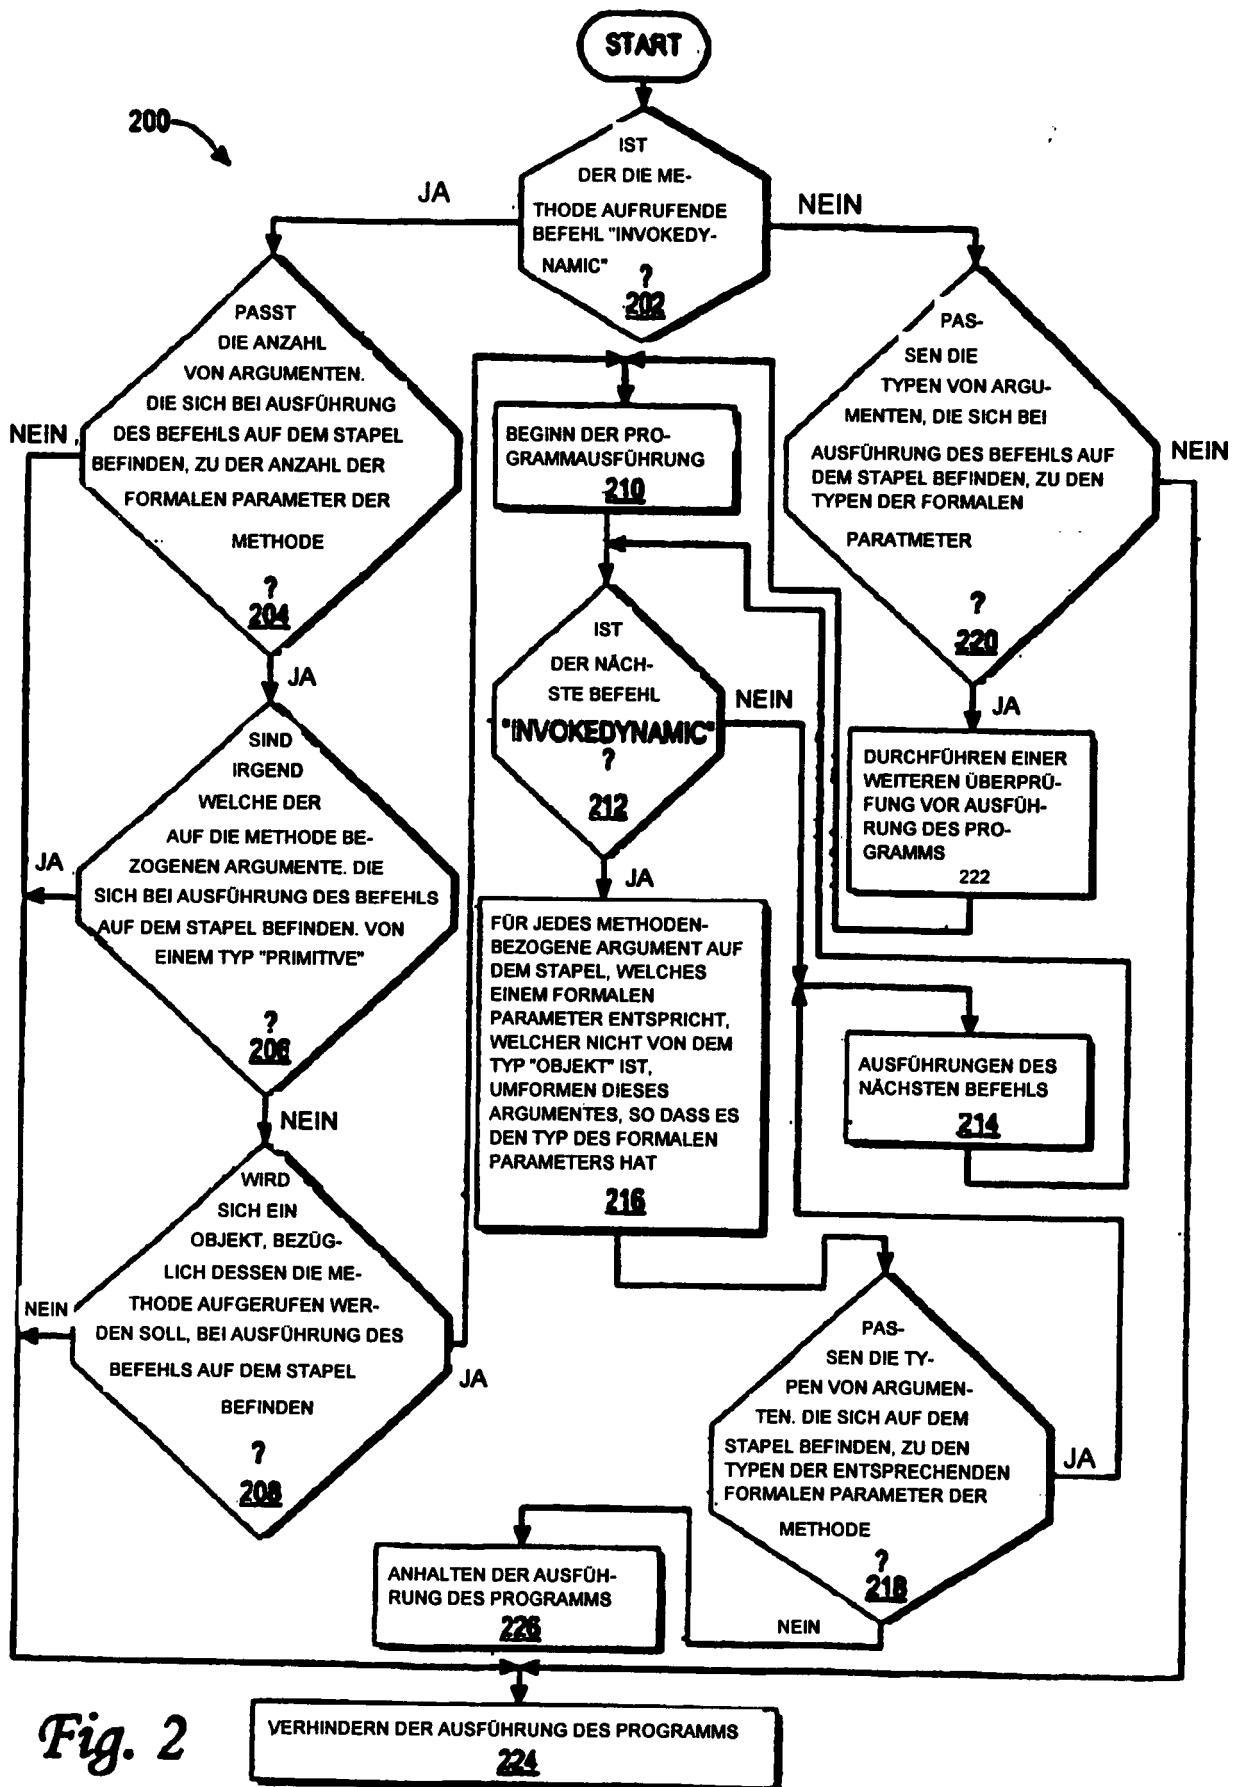 START
200
IST
DER DIE ME-
THODE AUFRUFENDE
BEFEHL "INVOKEDY-
NAMIC"
?
202
JA
NEIN
PASST
DIE ANZAHL
VON ARGUMENTEN.
DIE SICH BEI AUSFÜHRUNG
DES BEFEHLS AUF DEM STAPEL
BEFINDEN, ZU DER ANZAHL DER
FORMALEN PARAMETER DER
METHODE
?
204
NEIN
JA
SIND
IRGEND
WELCHE DER
AUF DIE METHODE BE-
ZOGENEN ARGUMENTE. DIE
SICH BEI AUSFÜHRUNG DES BEFEHLS
AUF DEM STAPEL BEFINDEN. VON
EINEM TYP "PRIMITIVE"
?
206
JA
NEIN
WIRD
SICH EIN
OBJEKT, BEZÜG-
LICH DESSEN DIE ME-
THODE AUFGERUFEN WER-
DEN SOLL, BEI AUSFÜHRUNG DES
BEFEHLS AUF DEM STAPEL
BEFINDEN
?
208
NEIN
JA
BEGINN DER PRO-
GRAMMAUSFÜHRUNG
210
IST
DER NÄCH-
STE BEFEHL
"INVOKEDYNAMIC"
?
212
NEIN
JA
FÜR JEDES METHODEN-
BEZOGENE ARGUMENT AUF
DEM STAPEL, WELCHES
EINEM FORMALEN
PARAMETER ENTSPRICHT,
WELCHER NICHT VON DEM
TYP "OBJEKT" IST,
UMFORMEN DIESES
ARGUMENTES, SO DASS ES
DEN TYP DES FORMALEN
PARAMETERS HAT
216
PAS-
SEN DIE
TYPEN VON ARGU-
MENTEN, DIE SICH BEI
AUSFÜHRUNG DES BEFEHLS AUF
DEM STAPEL BEFINDEN, ZU DEN
TYPEN DER FORMALEN
PARATMETER
?
220
NEIN
JA
DURCHFÜHREN EINER
WEITEREN ÜBERPRÜ-
FUNG VOR AUSFÜH-
RUNG DES PRO-
GRAMMS
222
AUSFÜHRUNGEN DES
NÄCHSTEN BEFEHLS
214
PAS-
SEN DIE TY-
PEN VON ARGUMEN-
TEN. DIE SICH AUF DEM
STAPEL BEFINDEN, ZU DEN
TYPEN DER ENTSPRECHENDEN
FORMALEN PARAMETER DER
METHODE
?
218
JA
NEIN
ANHALTEN DER AUSFÜH-
RUNG DES PROGRAMMS
226
VERHINDERN DER AUSFÜHRUNG DES PROGRAMMS
224
Fig. 2